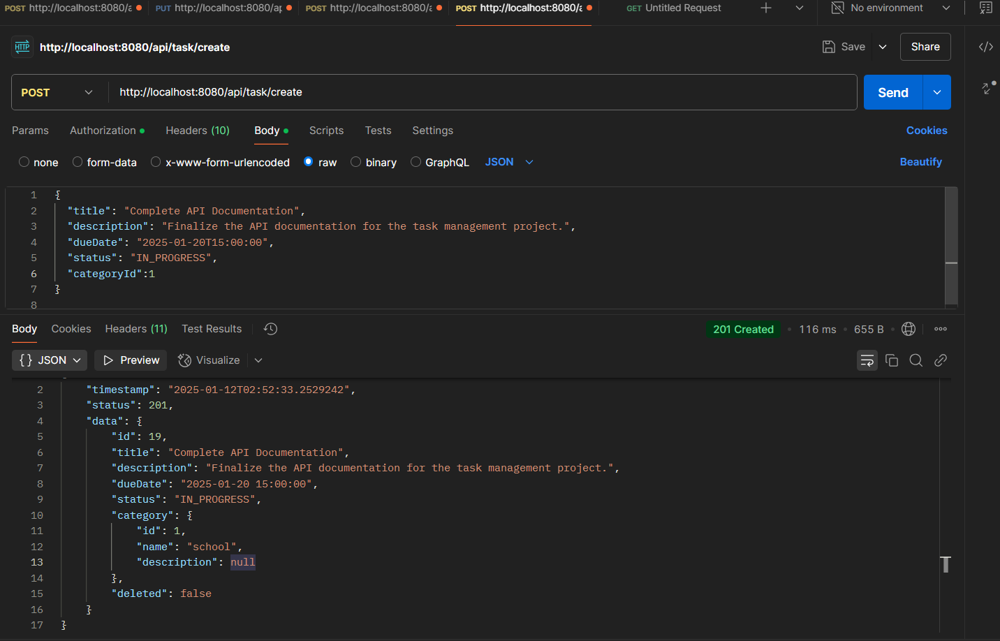 POST http://localhost:8080/a
PUT http://localhost:8080/ap
POST http://localhost:8080/a
POST http://localhost:8080/a
GET Untitled Request
No environment
HTTP http://localhost:8080/api/task/create
Save
Share
POST http://localhost:8080/api/task/create
Send
Params Authorization Headers (10) Body Scripts Tests Settings
Cookies
none form-data x-www-form-urlencoded raw binary GraphQL JSON
Beautify
1 {
2 "title": "Complete API Documentation",
3 "description": "Finalize the API documentation for the task management project.",
4 "dueDate": "2025-01-20T15:00:00",
5 "status": "IN_PROGRESS",
6 "categoryId":1
7 }
8
Body Cookies Headers (11) Test Results
201 Created • 116 ms • 655 B
{} JSON Preview Visualize
2 "timestamp": "2025-01-12T02:52:33.2529242",
3 "status": 201,
4 "data": {
5 "id": 19,
6 "title": "Complete API Documentation",
7 "description": "Finalize the API documentation for the task management project.",
8 "dueDate": "2025-01-20 15:00:00",
9 "status": "IN_PROGRESS",
10 "category": {
11 "id": 1,
12 "name": "school",
13 "description": null
14 },
15 "deleted": false
16 }
17 }